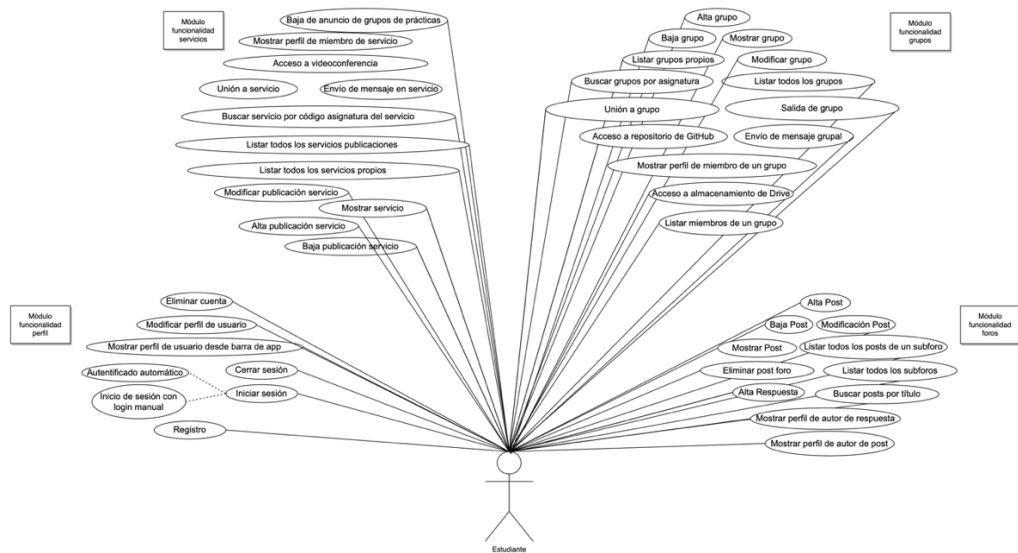 Módulo
funcionalidad
servicios
Baja de anuncio de grupos de prácticas
Mostrar perfil de miembro de servicio
Acceso a videoconferencia
Unión a servicio
Envío de mensaje en servicio
Buscar servicio por código asignatura del servicio
Listar todos los servicios publicaciones
Listar todos los servicios propios
Modificar publicación servicio
Mostrar servicio
Alta publicación servicio
Baja publicación servicio
Alta grupo
Baja grupo
Mostrar grupo
Módulo
funcionalidad
grupos
Listar grupos propios
Modificar grupo
Buscar grupos por asignatura
Listar todos los grupos
Unión a grupo
Salida de grupo
Acceso a repositorio de GitHub
Envío de mensaje grupal
Mostrar perfil de miembro de un grupo
Acceso a almacenamiento de Drive
Listar miembros de un grupo
Módulo
funcionalidad
perfil
Eliminar cuenta
Modificar perfil de usuario
Mostrar perfil de usuario desde barra de app
Autentificado automático
Cerrar sesión
Inicio de sesión con
login manual
Iniciar sesión
Registro
Alta Post
Módulo
funcionalidad
foros
Baja Post
Modificación Post
Mostrar Post
Listar todos los posts de un subforo
Eliminar post foro
Listar todos los subforos
Alta Respuesta
Buscar posts por título
Mostrar perfil de autor de respuesta
Mostrar perfil de autor de post
Estudiante